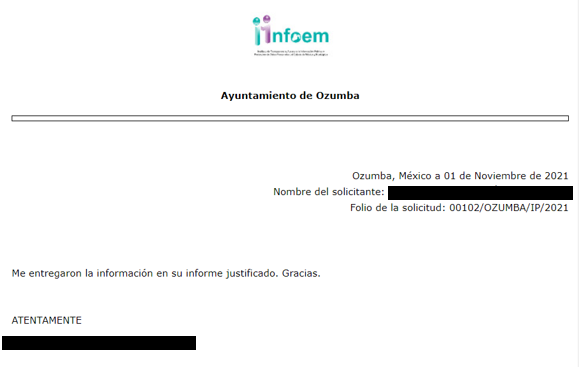 infoem
Ayuntamiento de Ozumba
Ozumba, México a 01 de Noviembre de 2021
Nombre del solicitante:
Folio de la solicitud: 00102/OZUMBA/IP/2021
Me entregaron la información en su informe justificado. Gracias.
ATENTAMENTE